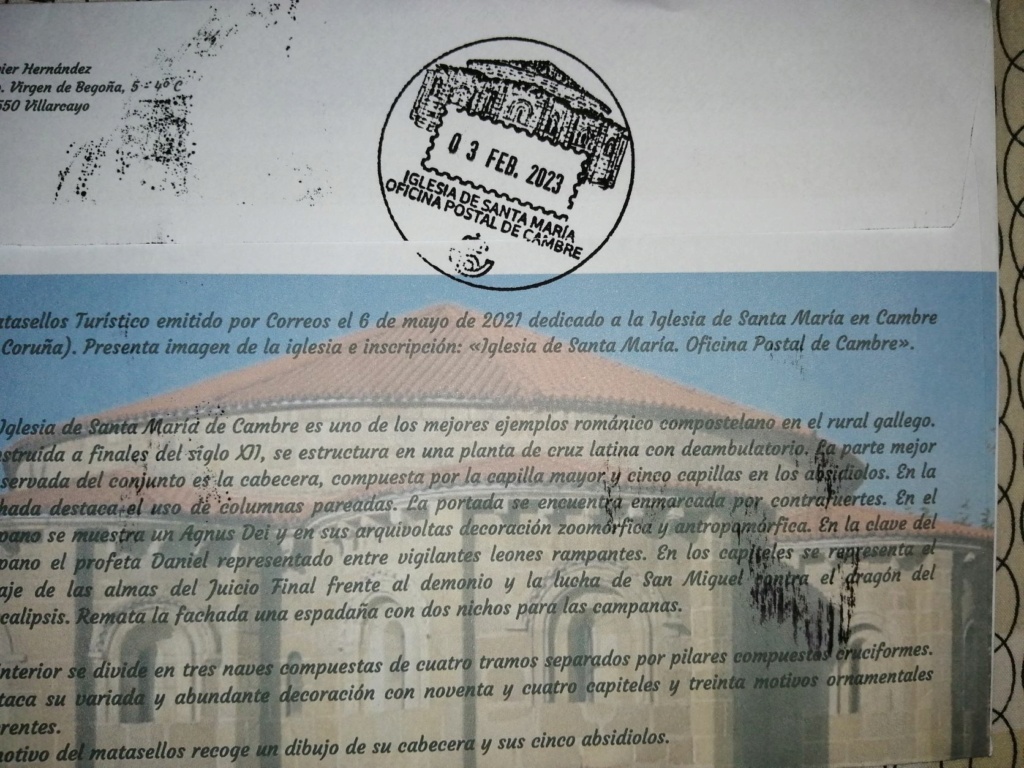 ier Hernández
. Virgen de Begoña, 5 - 4º C
550 Villarcayo
0 3 FEB. 2023
IGLESIA DE SANTA MARÍA
OFICINA POSTAL DE CAMBRE
atasellos Turístico emitido por Correos el 6 de mayo de 2021 dedicado a la Iglesia de Santa María en Cambre
Coruña). Presenta imagen de la iglesia e inscripción: «Iglesia de Santa María. Oficina Postal de Cambre».
Iglesia de Santa María de Cambre es uno de los mejores ejemplos románico compostelano en el rural gallego.
nstruida a finales del siglo XII, se estructura en una planta de cruz latina con deambulatorio. La parte mejor
servada del conjunto es la cabecera, compuesta por la capilla mayor y cinco capillas en los absidiolos. En la
hada destaca el uso de columnas pareadas. La portada se encuentra enmarcada por contrafuertes. En el
pano se muestra un Agnus Dei y en sus arquivoltas decoración zoomórfica y antropomórfica. En la clave del
pano el profeta Daniel representado entre vigilantes leones rampantes. En los capiteles se representa el
aje de las almas del Juicio Final frente al demonio y la lucha de San Miguel contra el dragón del
calipsis. Remata la fachada una espadaña con dos nichos para las campanas.
interior se divide en tres naves compuestas de cuatro tramos separados por pilares compuestos cruciformes.
taca su variada y abundante decoración con noventa y cuatro capiteles y treinta motivos ornamentales
rentes.
motivo del matasellos recoge un dibujo de su cabecera y sus cinco absidiolos.